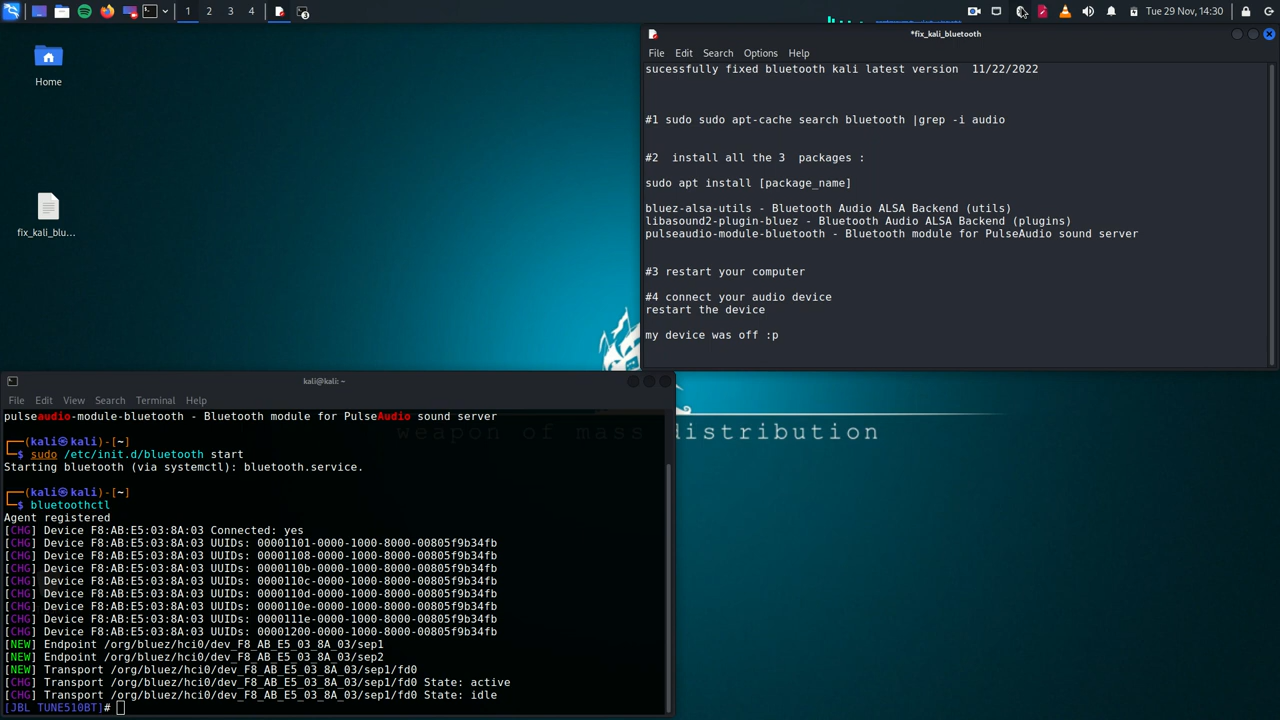 1
2
3
4
3
Tue 29 Nov, 14:30
Home
fix_kali_blu...
*fix_kali_bluetooth
File Edit Search Options Help
sucessfully fixed bluetooth kali latest version  11/22/2022
#1 sudo sudo apt-cache search bluetooth |grep -i audio
#2  install all the 3  packages :
sudo apt install [package_name]
bluez-alsa-utils - Bluetooth Audio ALSA Backend (utils)
libasound2-plugin-bluez - Bluetooth Audio ALSA Backend (plugins)
pulseaudio-module-bluetooth - Bluetooth module for PulseAudio sound server
#3 restart your computer
#4 connect your audio device
restart the device
my device was off :p
weapon of mass distribution
kali@kali: ~
File Edit View Search Terminal Help
pulseaudio-module-bluetooth - Bluetooth module for PulseAudio sound server
┌──(kali㉿kali)-[~]
└─$ sudo /etc/init.d/bluetooth start
Starting bluetooth (via systemctl): bluetooth.service.
┌──(kali㉿kali)-[~]
└─$ bluetoothctl
Agent registered
[CHG] Device F8:AB:E5:03:8A:03 Connected: yes
[CHG] Device F8:AB:E5:03:8A:03 UUIDs: 00001101-0000-1000-8000-00805f9b34fb
[CHG] Device F8:AB:E5:03:8A:03 UUIDs: 00001108-0000-1000-8000-00805f9b34fb
[CHG] Device F8:AB:E5:03:8A:03 UUIDs: 0000110b-0000-1000-8000-00805f9b34fb
[CHG] Device F8:AB:E5:03:8A:03 UUIDs: 0000110c-0000-1000-8000-00805f9b34fb
[CHG] Device F8:AB:E5:03:8A:03 UUIDs: 0000110d-0000-1000-8000-00805f9b34fb
[CHG] Device F8:AB:E5:03:8A:03 UUIDs: 0000110e-0000-1000-8000-00805f9b34fb
[CHG] Device F8:AB:E5:03:8A:03 UUIDs: 0000111e-0000-1000-8000-00805f9b34fb
[CHG] Device F8:AB:E5:03:8A:03 UUIDs: 00001200-0000-1000-8000-00805f9b34fb
[NEW] Endpoint /org/bluez/hci0/dev_F8_AB_E5_03_8A_03/sep1
[NEW] Endpoint /org/bluez/hci0/dev_F8_AB_E5_03_8A_03/sep2
[NEW] Transport /org/bluez/hci0/dev_F8_AB_E5_03_8A_03/sep1/fd0
[CHG] Transport /org/bluez/hci0/dev_F8_AB_E5_03_8A_03/sep1/fd0 State: active
[CHG] Transport /org/bluez/hci0/dev_F8_AB_E5_03_8A_03/sep1/fd0 State: idle
[JBL TUNE510BT]#